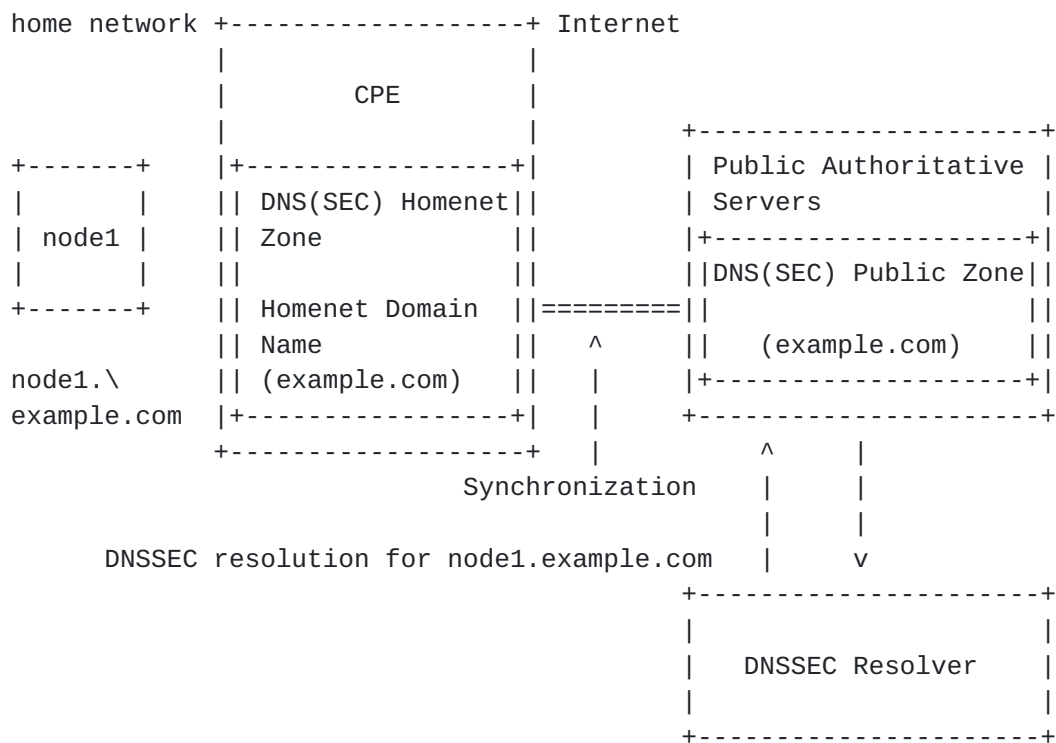 home network +-------------------+ Internet
             |                   |
             |        CPE        |
             |                   |         +----------------------+
+-------+    |+-----------------+|         | Public Authoritative |
|       |    || DNS(SEC) Homenet||         | Servers              |
| node1 |    || Zone            ||         |+--------------------+|
|       |    ||                 ||         ||DNS(SEC) Public Zone||
+-------+    || Homenet Domain  ||=========||                    ||
             || Name            ||   ^     ||   (example.com)    ||
node1.\      || (example.com)   ||   |     |+--------------------+|
example.com  |+-----------------+|   |     +----------------------+
             +-------------------+   |          ^     |
                             Synchronization    |     |
                                                |     |
      DNSSEC resolution for node1.example.com   |     v
                                           +----------------------+
                                           |                      |
                                           |   DNSSEC Resolver    |
                                           |                      |
                                           +----------------------+